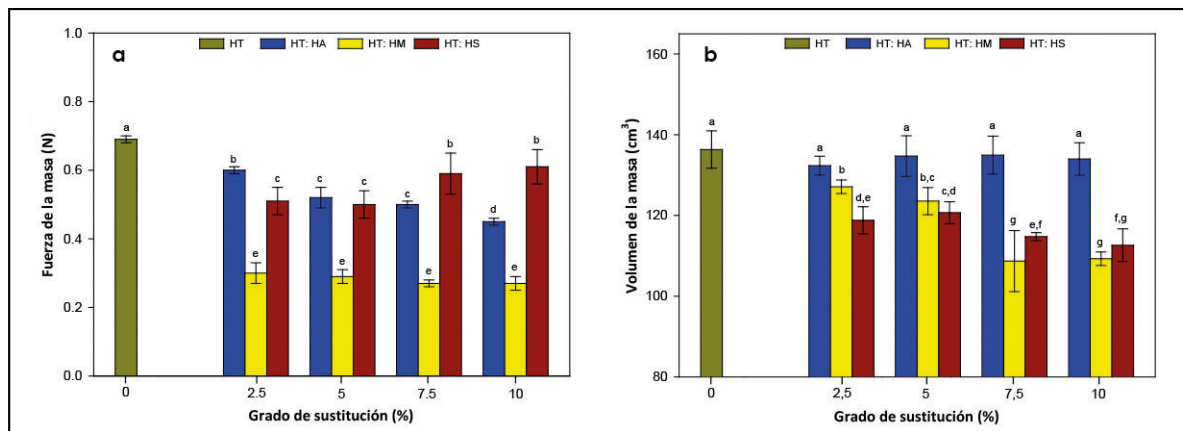 a
HT HT: HA HT: HM HT: HS
Fuerza de la masa (N)
1.0
0.8
0.6
0.4
0.2
0.0
a
b
c
e
c
c
e
c
e
b
d
e
b
0
2.5
5
7.5
10
Grado de sustitución (%)
b
HT HT: HA HT: HM HT: HS
Volumen de la masa (cm³)
160
140
120
100
80
a
a
b
d,e
a
b,c
c,d
a
g
e,f
a
g
f,g
0
2,5
5
7,5
10
Grado de sustitución (%)